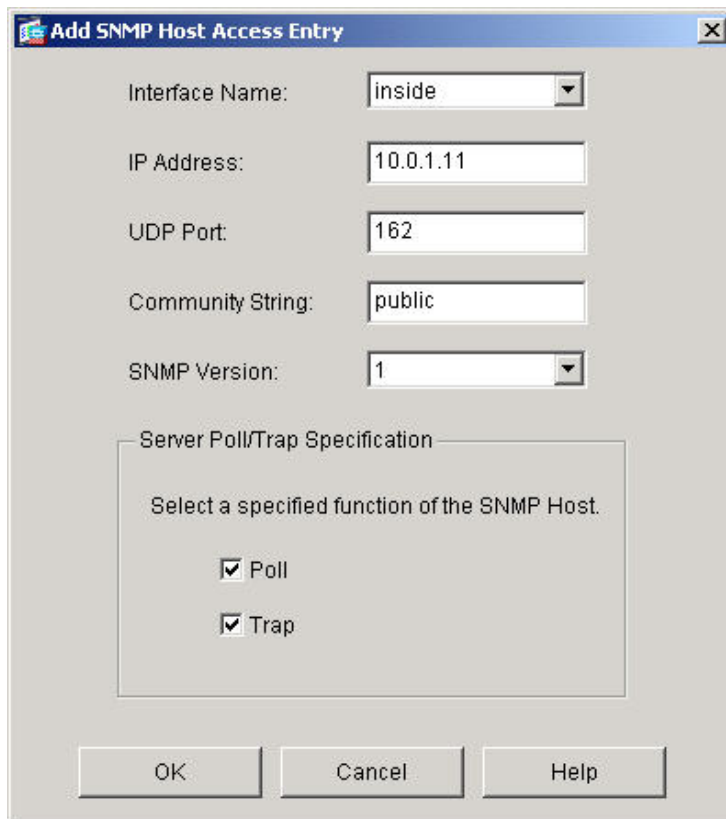 Add SNMP Host Access Entry
Interface Name: inside
IP Address: 10.0.1.11
UDP Port: 162
Community String: public
SNMP Version: 1
Server Poll/Trap Specification
Select a specified function of the SNMP Host.
Poll
Trap
OK Cancel Help